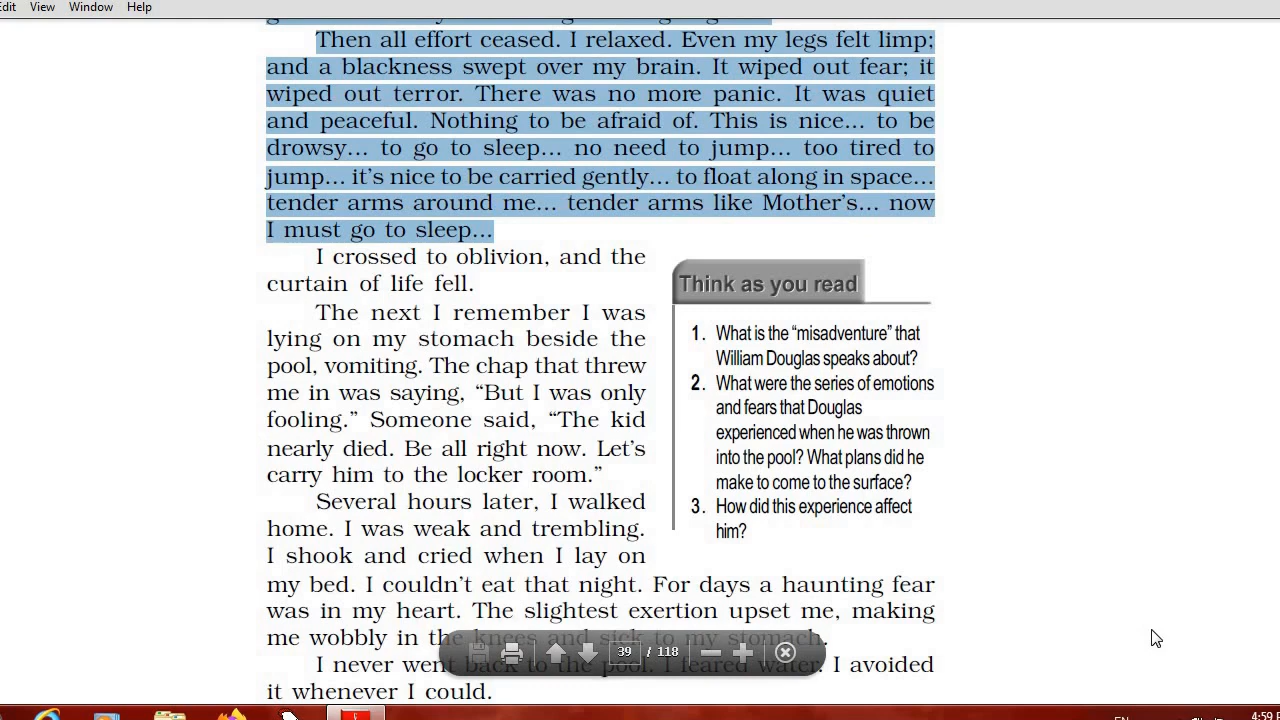 Edit View Window Help
Then all effort ceased. I relaxed. Even my legs felt limp;
and a blackness swept over my brain. It wiped out fear; it
wiped out terror. There was no more panic. It was quiet
and peaceful. Nothing to be afraid of. This is nice... to be
drowsy... to go to sleep... no need to jump... too tired to
jump... it's nice to be carried gently... to float along in space...
tender arms around me... tender arms like Mother's... now
I must go to sleep...
I crossed to oblivion, and the
curtain of life fell.
The next I remember I was
lying on my stomach beside the
pool, vomiting. The chap that threw
me in was saying, “But I was only
fooling.” Someone said, “The kid
nearly died. Be all right now. Let's
carry him to the locker room.”
Several hours later, I walked
home. I was weak and trembling.
I shook and cried when I lay on
my bed. I couldn't eat that night. For days a haunting fear
was in my heart. The slightest exertion upset me, making
me wobbly in the knees and sick to my stomach.
I never went back to the pool. I feared water. I avoided
it whenever I could.
Think as you read
1. What is the “misadventure” that
William Douglas speaks about?
2. What were the series of emotions
and fears that Douglas
experienced when he was thrown
into the pool? What plans did he
make to come to the surface?
3. How did this experience affect
him?
39 / 118
4:59